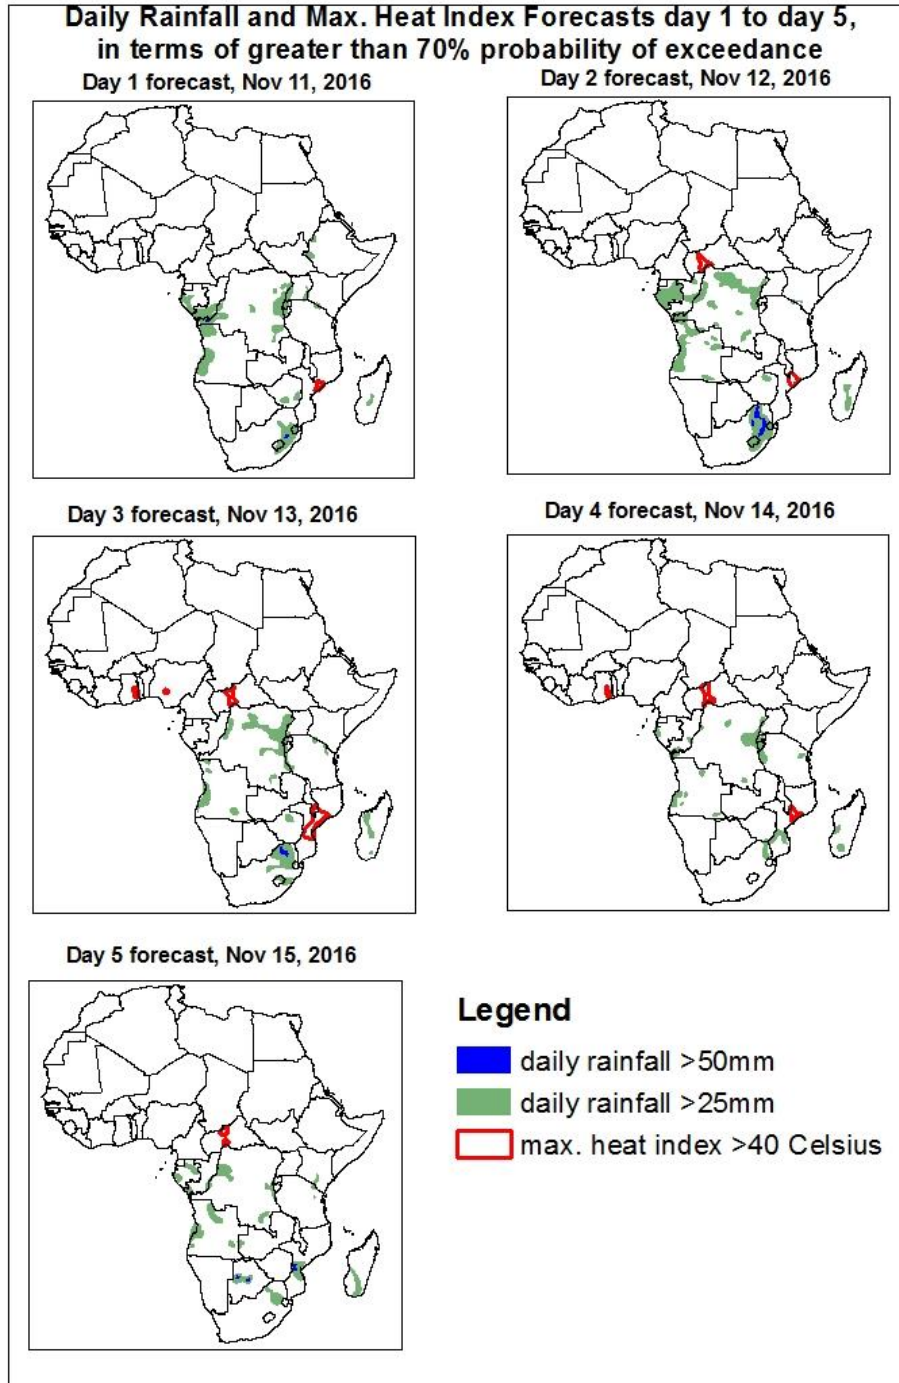 Daily Rainfall and Max. Heat Index Forecasts day 1 to day 5,
in terms of greater than 70% probability of exceedance
Day 1 forecast, Nov 11, 2016
Day 2 forecast, Nov 12, 2016
Day 3 forecast, Nov 13, 2016
Day 4 forecast, Nov 14, 2016
Day 5 forecast, Nov 15, 2016
Legend
daily rainfall >50mm
daily rainfall >25mm
max. heat index >40 Celsius